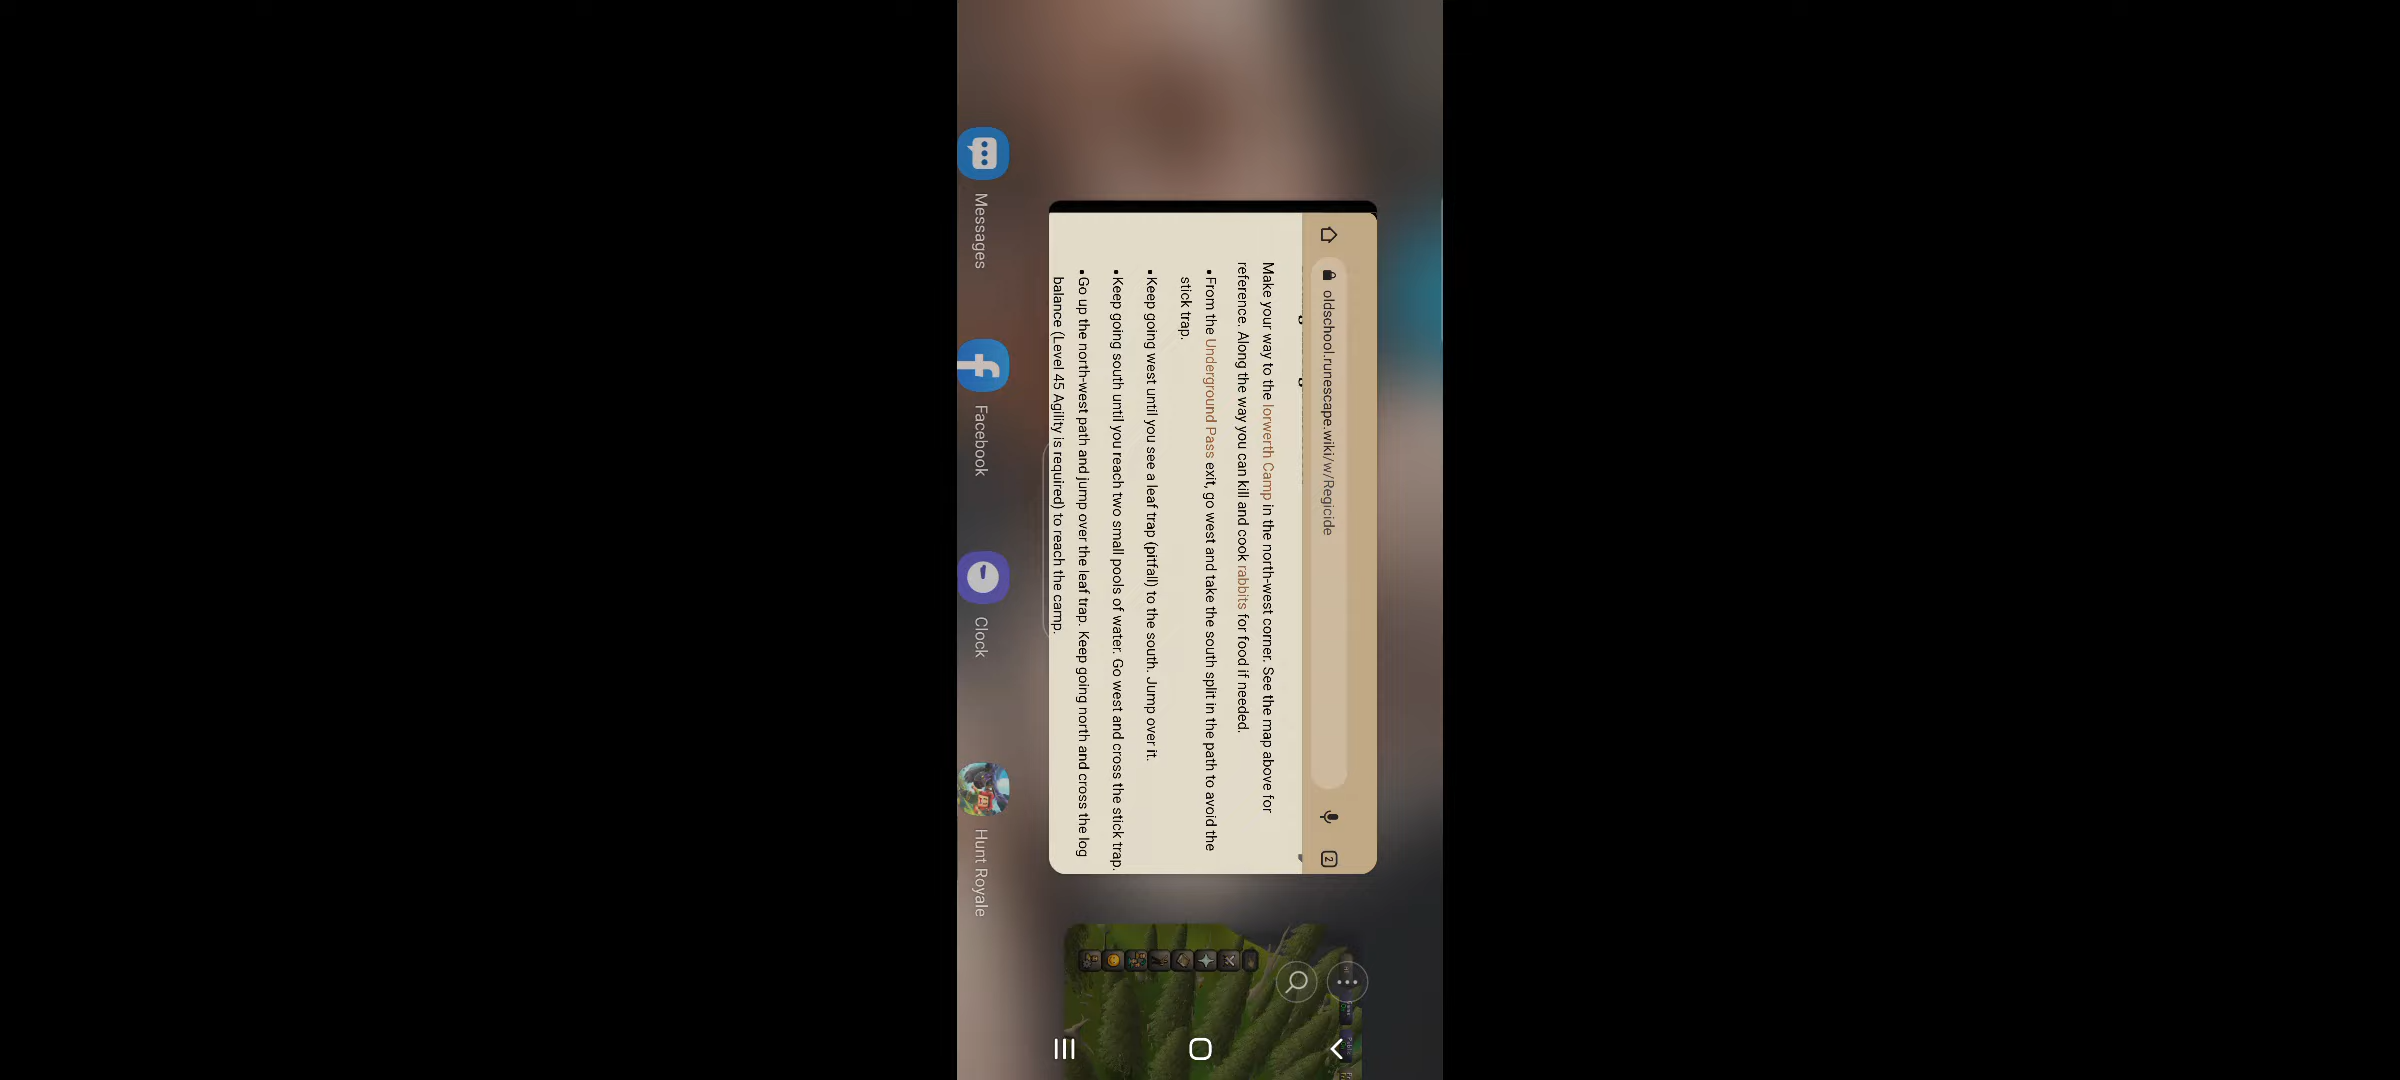 oldschool.runescape.wiki/w/Regicide
2
Make your way to the Iorwerth Camp in the north-west corner. See the map above for
reference. Along the way you can kill and cook rabbits for food if needed.
▪ From the Underground Pass exit, go west and take the south split in the path to avoid the
stick trap.
▪ Keep going west until you see a leaf trap (pitfall) to the south. Jump over it.
▪ Keep going south until you reach two small pools of water. Go west and cross the stick trap.
▪ Go up the north-west path and jump over the leaf trap. Keep going north and cross the log
balance (Level 45 Agility is required) to reach the camp.
Messages
Facebook
Clock
Hunt Royale
Public